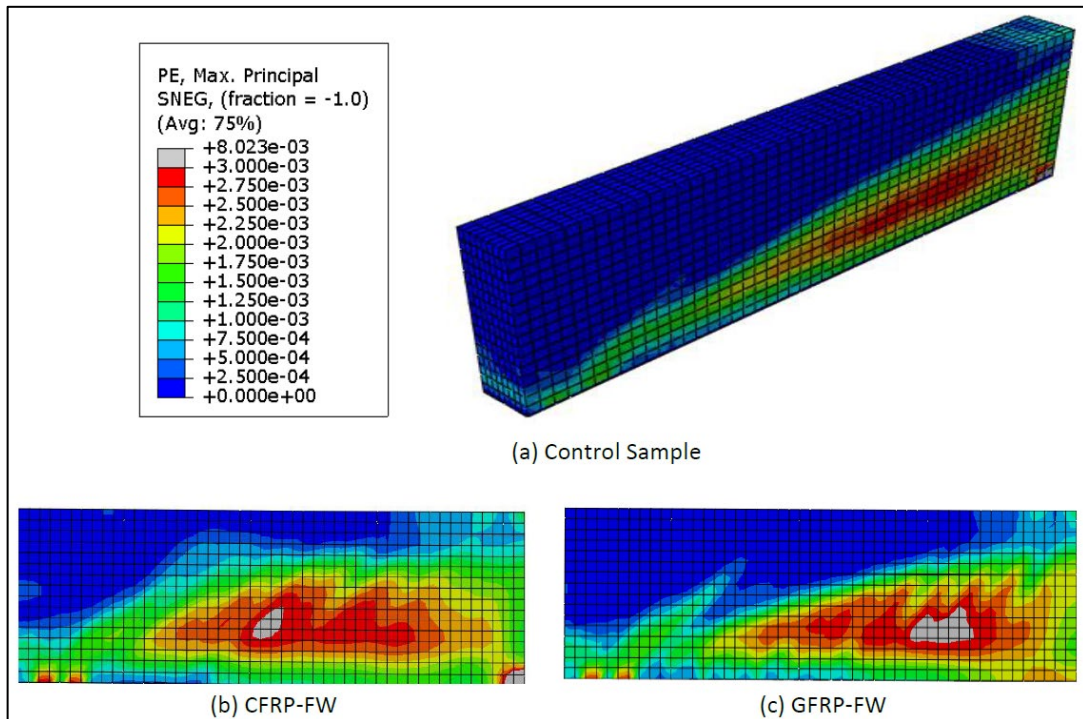 PE, Max. Principal
SNEG, (fraction = -1.0)
(Avg: 75%)
+8.023e-03
+3.000e-03
+2.750e-03
+2.500e-03
+2.250e-03
+2.000e-03
+1.750e-03
+1.500e-03
+1.250e-03
+1.000e-03
+7.500e-04
+5.000e-04
+2.500e-04
+0.000e+00
(a) Control Sample
(b) CFRP-FW
(c) GFRP-FW